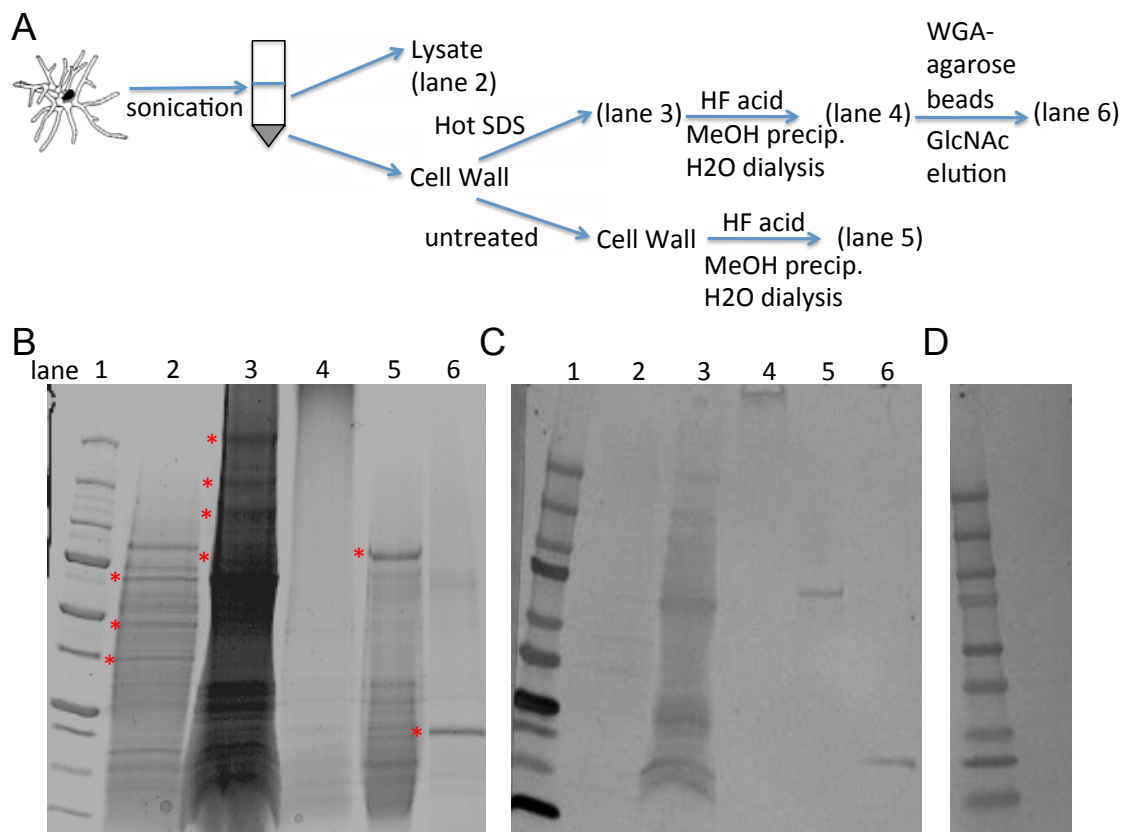 A
sonication
Lysate
(lane 2)
Hot SDS
Cell Wall
untreated
(lane 3)
HF acid
MeOH precip.
H2O dialysis
(lane 4)
WGA-
agarose
beads
GlcNAc
elution
(lane 6)
Cell Wall
HF acid
MeOH precip.
H2O dialysis
(lane 5)
B
lane 1 2 3 4 5 6
*
*
*
*
*
*
*
*
*
C
1 2 3 4 5 6
D